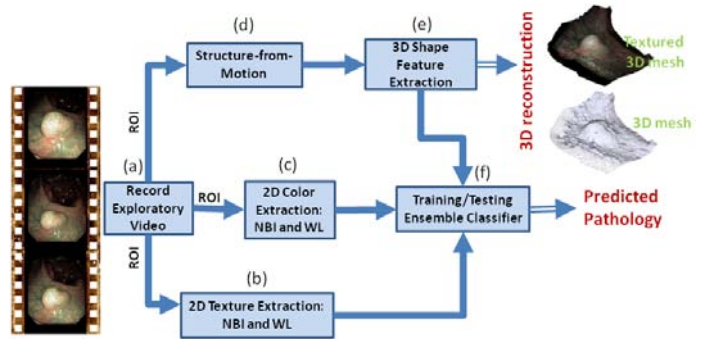 (d)
Structure-from-
Motion
(e)
3D Shape
Feature
Extraction
3D reconstruction
Textured
3D mesh
3D mesh
ROI
(a)
Record
Exploratory
Video
ROI
(c)
2D Color
Extraction:
NBI and WL
(f)
Training/Testing
Ensemble Classifier
Predicted
Pathology
ROI
(b)
2D Texture Extraction:
NBI and WL